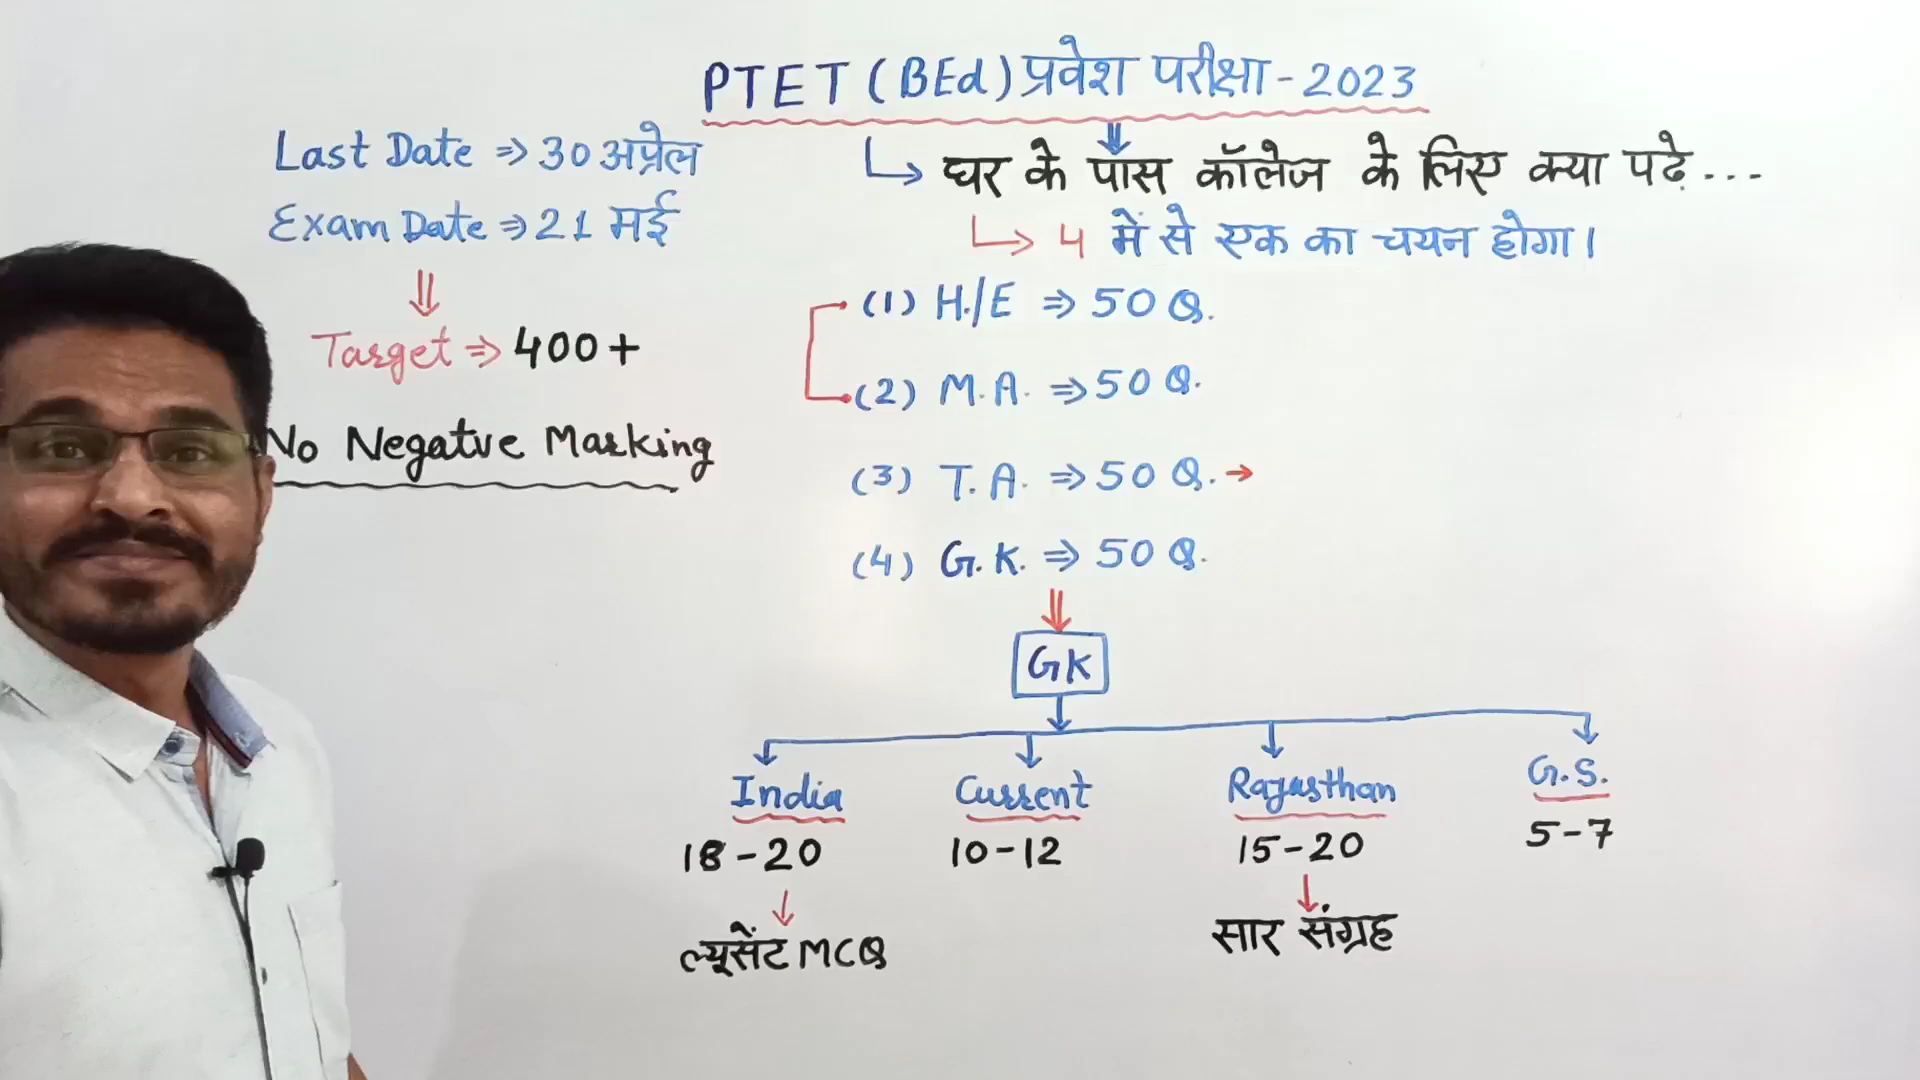 PTET (BEd) प्रवेश परीक्षा - 2023
Last Date ⇒ 30 अप्रेल
Exam Date ⇒ 21 मई
Target ⇒ 400+
No Negatve Marking
घर के पास कॉलेज के लिए क्या पढे़...
4 में से एक का चयन होगा।
(1) H./E ⇒ 50 Q.
(2) M.A. ⇒ 50 Q.
(3) T.A. ⇒ 50 Q. →
(4) G.K. ⇒ 50 Q.
GK
India Current Rajasthan G.S.
18-20 10-12 15-20 5-7
ल्यूसेंट MCQ सार संग्रह